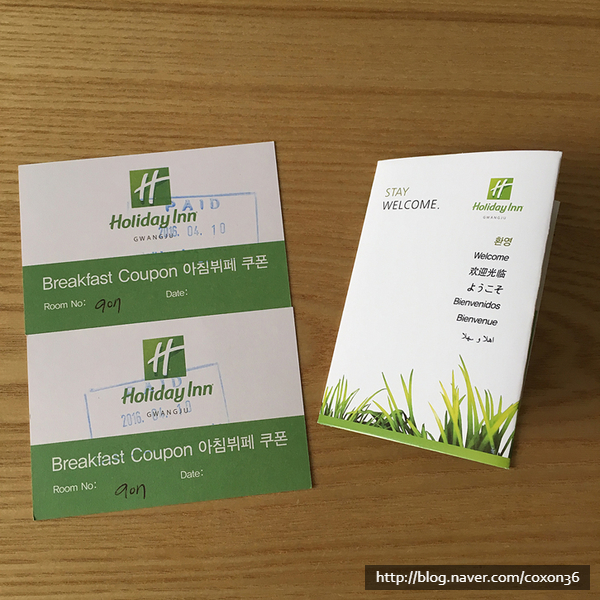 PAID
2016. 04. 10
Holiday Inn
GWANGJU
Breakfast Coupon 아침뷔페 쿠폰
Room No: 907
Date:
PAID
Holiday Inn
GWANGJU
2016. 04. 10
Breakfast Coupon 아침뷔페 쿠폰
Room No: 907
Date:
STAY
WELCOME.
Holiday Inn
GWANGJU
환영
Welcome
欢迎光临
ようこそ
Bienvenidos
Bienvenue
اهلا و سهلا
http://blog.naver.com/coxon36